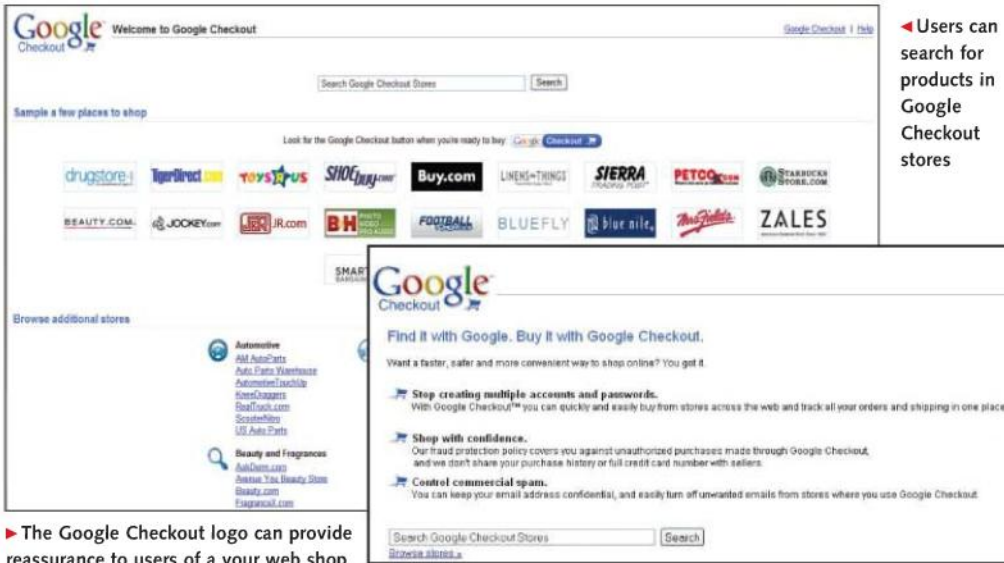 Google
Checkout
Welcome to Google Checkout
Google Checkout | Help
Search Google Checkout Stores
Search
Sample a few places to shop
Look for the Google Checkout button when you're ready to buy Google Checkout
drugstore
TigerDirect.com
TOYS R US
SHOEbuy.com
Buy.com
LINENS-N-THINGS
SIERRA
TRADING POST
PETCO.com
STARBUCKS
STORE.COM
BEAUTY.COM
JOCKEY.com
J&R JR.com
BH PHOTO
VIDEO
PRO AUDIO
FOOTBALL
BLUEFLY
blue nile
Mrs. Fields
ZALES
SMAR
Browse additional stores
Automotive
AM AutoParts
Auto Parts Warehouse
AutomotiveTouchUp
KneeDraggers
RealTruck.com
ScooterNitro
US Auto Parts
Beauty and Fragrances
AskDerm.com
Avenue You Beauty Store
Beauty.com
FragranceX.com
◄Users can
search for
products in
Google
Checkout
stores
Google
Checkout
Find it with Google. Buy it with Google Checkout.
Want a faster, safer and more convenient way to shop online? You got it.
Stop creating multiple accounts and passwords.
With Google Checkout™ you can quickly and easily buy from stores across the web and track all your orders and shipping in one place
Shop with confidence.
Our fraud protection policy covers you against unauthorized purchases made through Google Checkout,
and we don't share your purchase history or full credit card number with sellers.
Control commercial spam.
You can keep your email address confidential, and easily turn off unwanted emails from stores where you use Google Checkout.
Search Google Checkout Stores
Search
Browse stores »
►The Google Checkout logo can provide
reassurance to users of a your web shop